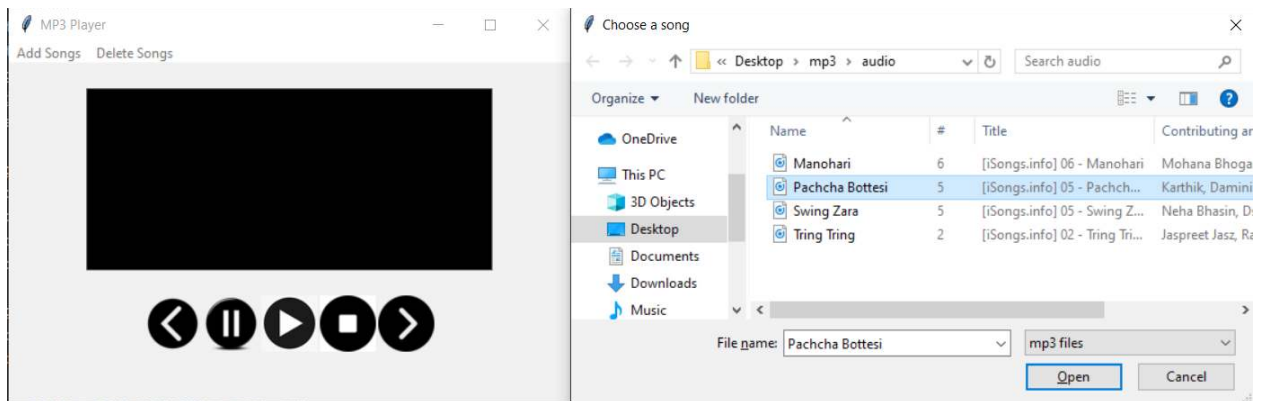 MP3 Player
Add Songs Delete Songs
Choose a song
« Desktop › mp3 › audio
Search audio
Organize
New folder
OneDrive
This PC
3D Objects
Desktop
Documents
Downloads
Music
Name # Title Contributing ar
Manohari 6 [iSongs.info] 06 - Manohari Mohana Bhoga
Pachcha Bottesi 5 [iSongs.info] 05 - Pachch... Karthik, Damini
Swing Zara 5 [iSongs.info] 05 - Swing Z... Neha Bhasin, D
Tring Tring 2 [iSongs.info] 02 - Tring Tri... Jaspreet Jasz, Ra
File name: Pachcha Bottesi
mp3 files
Open Cancel